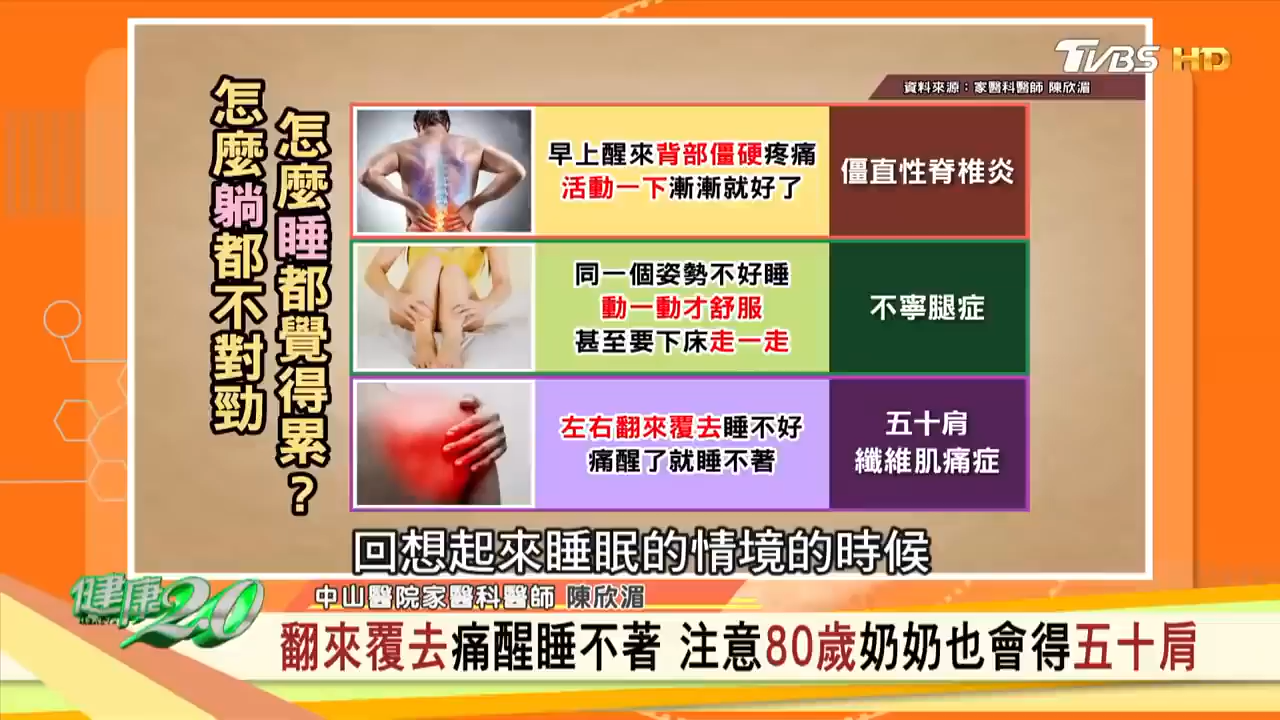 TVBS HD
資料來源：家醫科醫師 陳欣湄
怎麼睡都覺得累？
怎麼躺都不對勁
早上醒來背部僵硬疼痛
活動一下漸漸就好了
僵直性脊椎炎
同一個姿勢不好睡
動一動才舒服
甚至要下床走一走
不寧腿症
左右翻來覆去睡不好
痛醒了就睡不著
五十肩
纖維肌痛症
回想起來睡眠的情境的時候
健康2.0
中山醫院家醫科醫師 陳欣湄
翻來覆去痛醒睡不著 注意80歲奶奶也會得五十肩